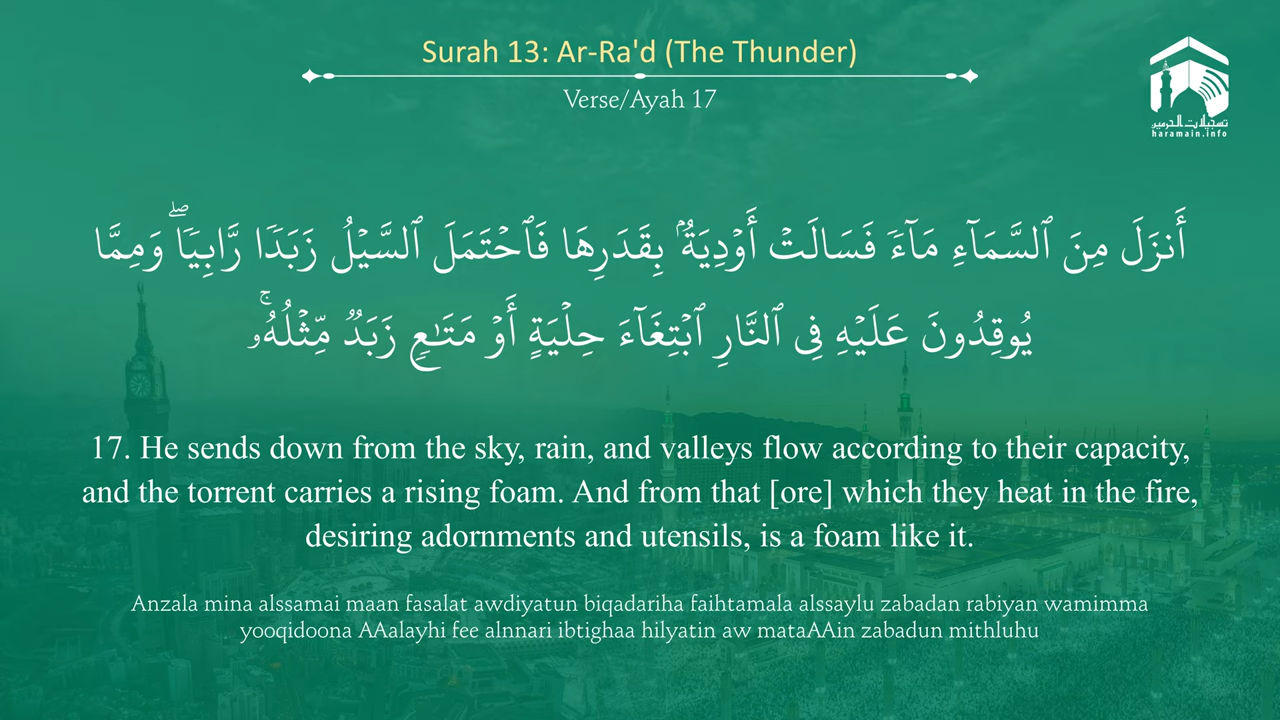 Surah 13: Ar-Ra'd (The Thunder)
Verse/Ayah 17
تسجيلات الحرمين
haramain.info
أَنزَلَ مِنَ ٱلسَّمَآءِ مَآءٗ فَسَالَتۡ أَوۡدِيَةُۢ بِقَدَرِهَا فَٱحۡتَمَلَ ٱلسَّيۡلُ زَبَدٗا رَّابِيٗاۖ وَمِمَّا
يُوقِدُونَ عَلَيۡهِ فِي ٱلنَّارِ ٱبۡتِغَآءَ حِلۡيَةٍ أَوۡ مَتَٰعٖ زَبَدٞ مِّثۡلُهُۥۚ
17. He sends down from the sky, rain, and valleys flow according to their capacity,
and the torrent carries a rising foam. And from that [ore] which they heat in the fire,
desiring adornments and utensils, is a foam like it.
Anzala mina alssamai maan fasalat awdiyatun biqadariha faihtamala alssaylu zabadan rabiyan wamimma
yooqidoona AAalayhi fee alnnari ibtighaa hilyatin aw mataAAin zabadun mithluhu